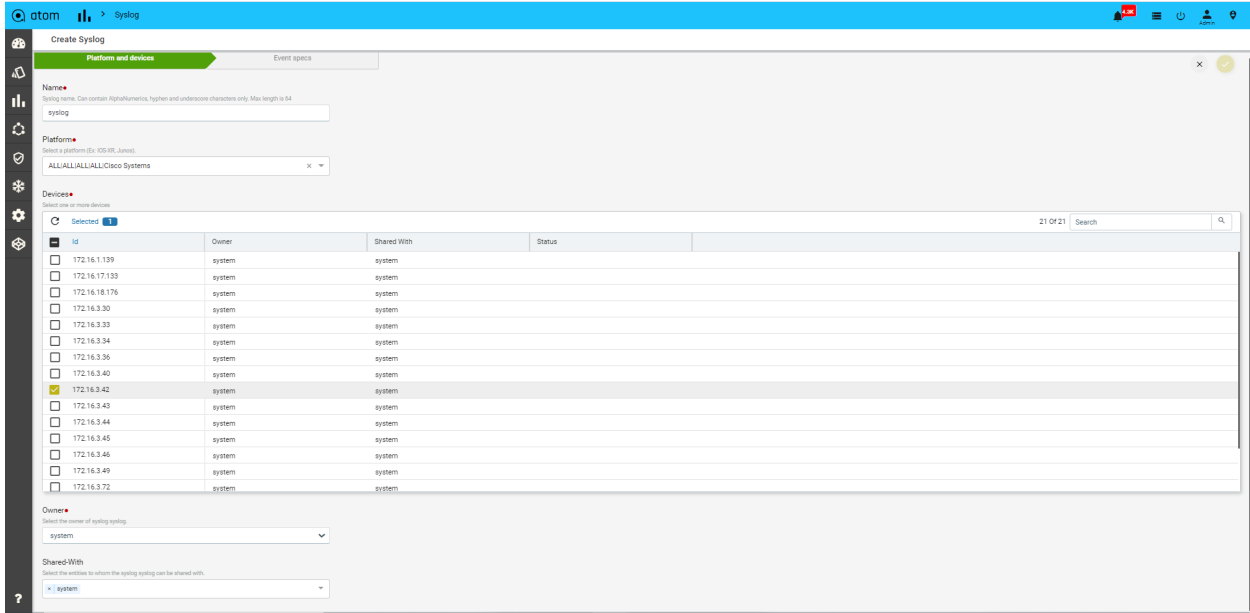 atom > Syslog 4.3K Admin
Create Syslog
Platform and devices Event specs
Name
Syslog name. Can contain AlphaNumerics, hyphen and underscore characters only. Max length is 64
syslog
Platform
Select a platform (Ex: IOS-XR, Junos).
ALL|ALL|ALL|ALL|Cisco Systems
Devices
Select one or more devices
Selected 1 21 Of 21 Search
Id Owner Shared With Status
172.16.1.139 system system
172.16.17.133 system system
172.16.18.176 system system
172.16.3.30 system system
172.16.3.33 system system
172.16.3.34 system system
172.16.3.36 system system
172.16.3.40 system system
172.16.3.42 system system
172.16.3.43 system system
172.16.3.44 system system
172.16.3.45 system system
172.16.3.46 system system
172.16.3.49 system system
172.16.3.72 system system
Owner
Select the owner of syslog syslog.
system
Shared-With
Select the entities to whom the syslog syslog can be shared with.
× system
?